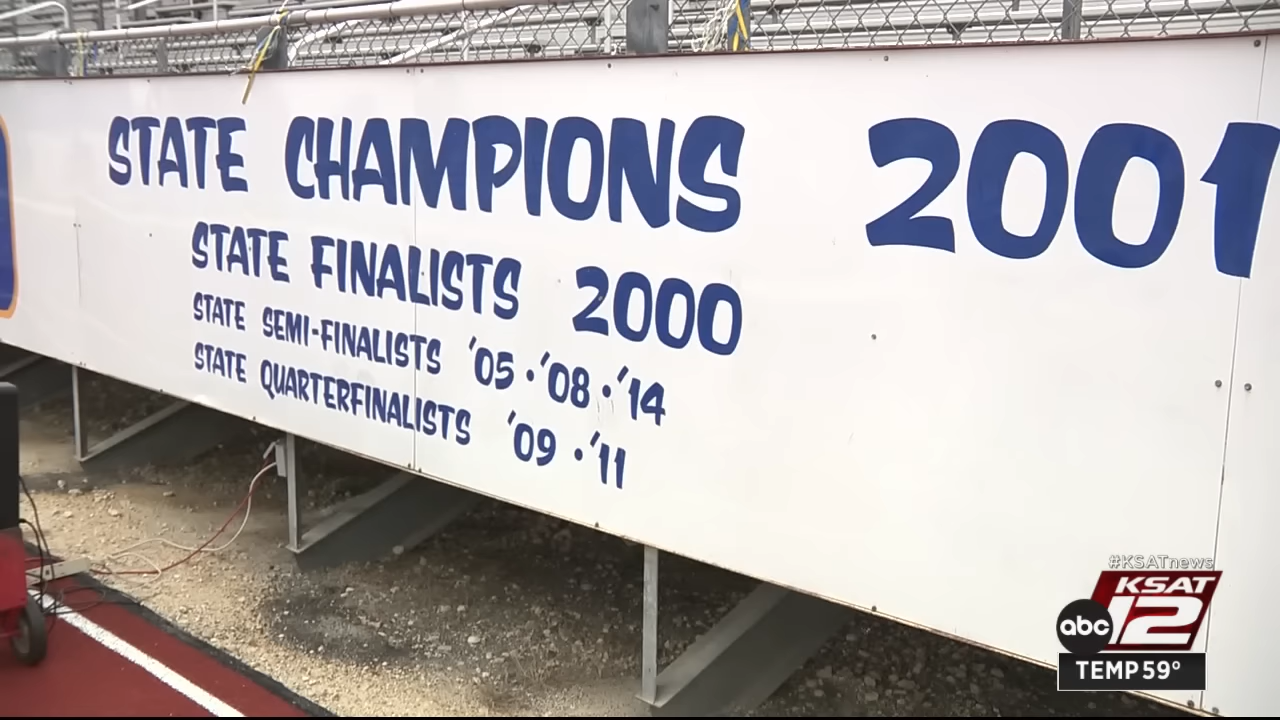 STATE CHAMPIONS 2001
STATE FINALISTS 2000
STATE SEMI-FINALISTS '05•'08•'14
STATE QUARTERFINALISTS '09•'11
#KSATnews
KSAT
abc 12
TEMP 59°